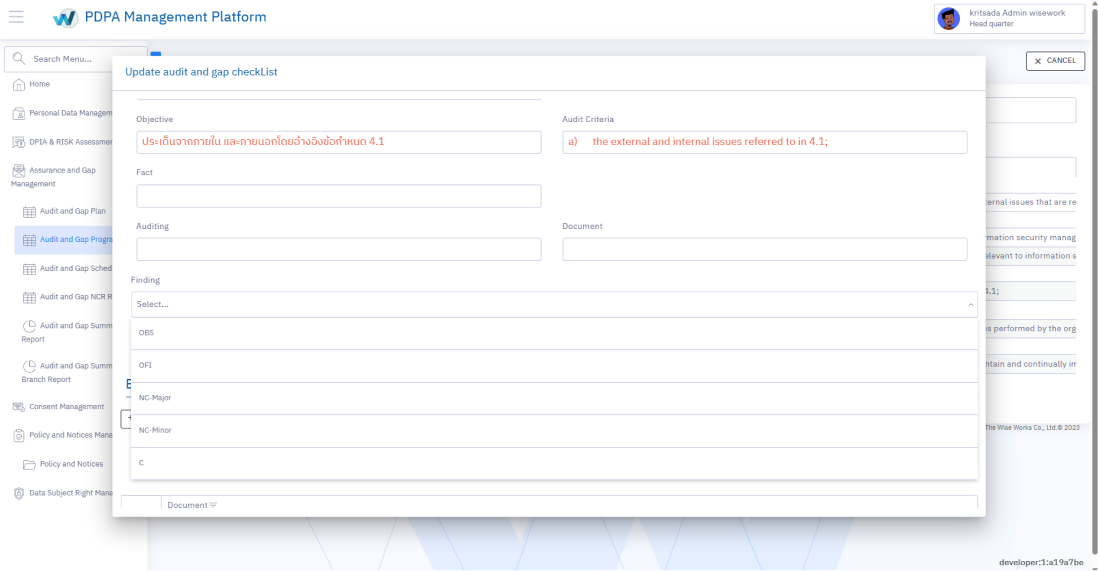 PDPA Management Platform
kritsada Admin wisework
Head quarter
Search Menu...
CANCEL
Home
Personal Data Managem
DPIA & RISK Assessmer
Assurance and Gap
Management
Audit and Gap Plan
Audit and Gap Progra
Audit and Gap Sched
Audit and Gap NCR R
Audit and Gap Summ
Report
Audit and Gap Summ
Branch Report
Consent Management
Policy and Notices Mana
Policy and Notices
Data Subject Right Mana
Update audit and gap checkList
Objective
Audit Criteria
ประเด็นจากภายใน และภายนอกโดยอ้างอิงข้อกำหนด 4.1
a) the external and internal issues referred to in 4.1;
Fact
Auditing
Document
Finding
Select...
OBS
OFI
NC-Major
NC-Minor
C
Document
ernal issues that are re
mation security manag
elevant to information s
4.1;
es performed by the org
ntain and continually im
The Wise Works Co., Ltd.© 2023
developer:1:a19a7be